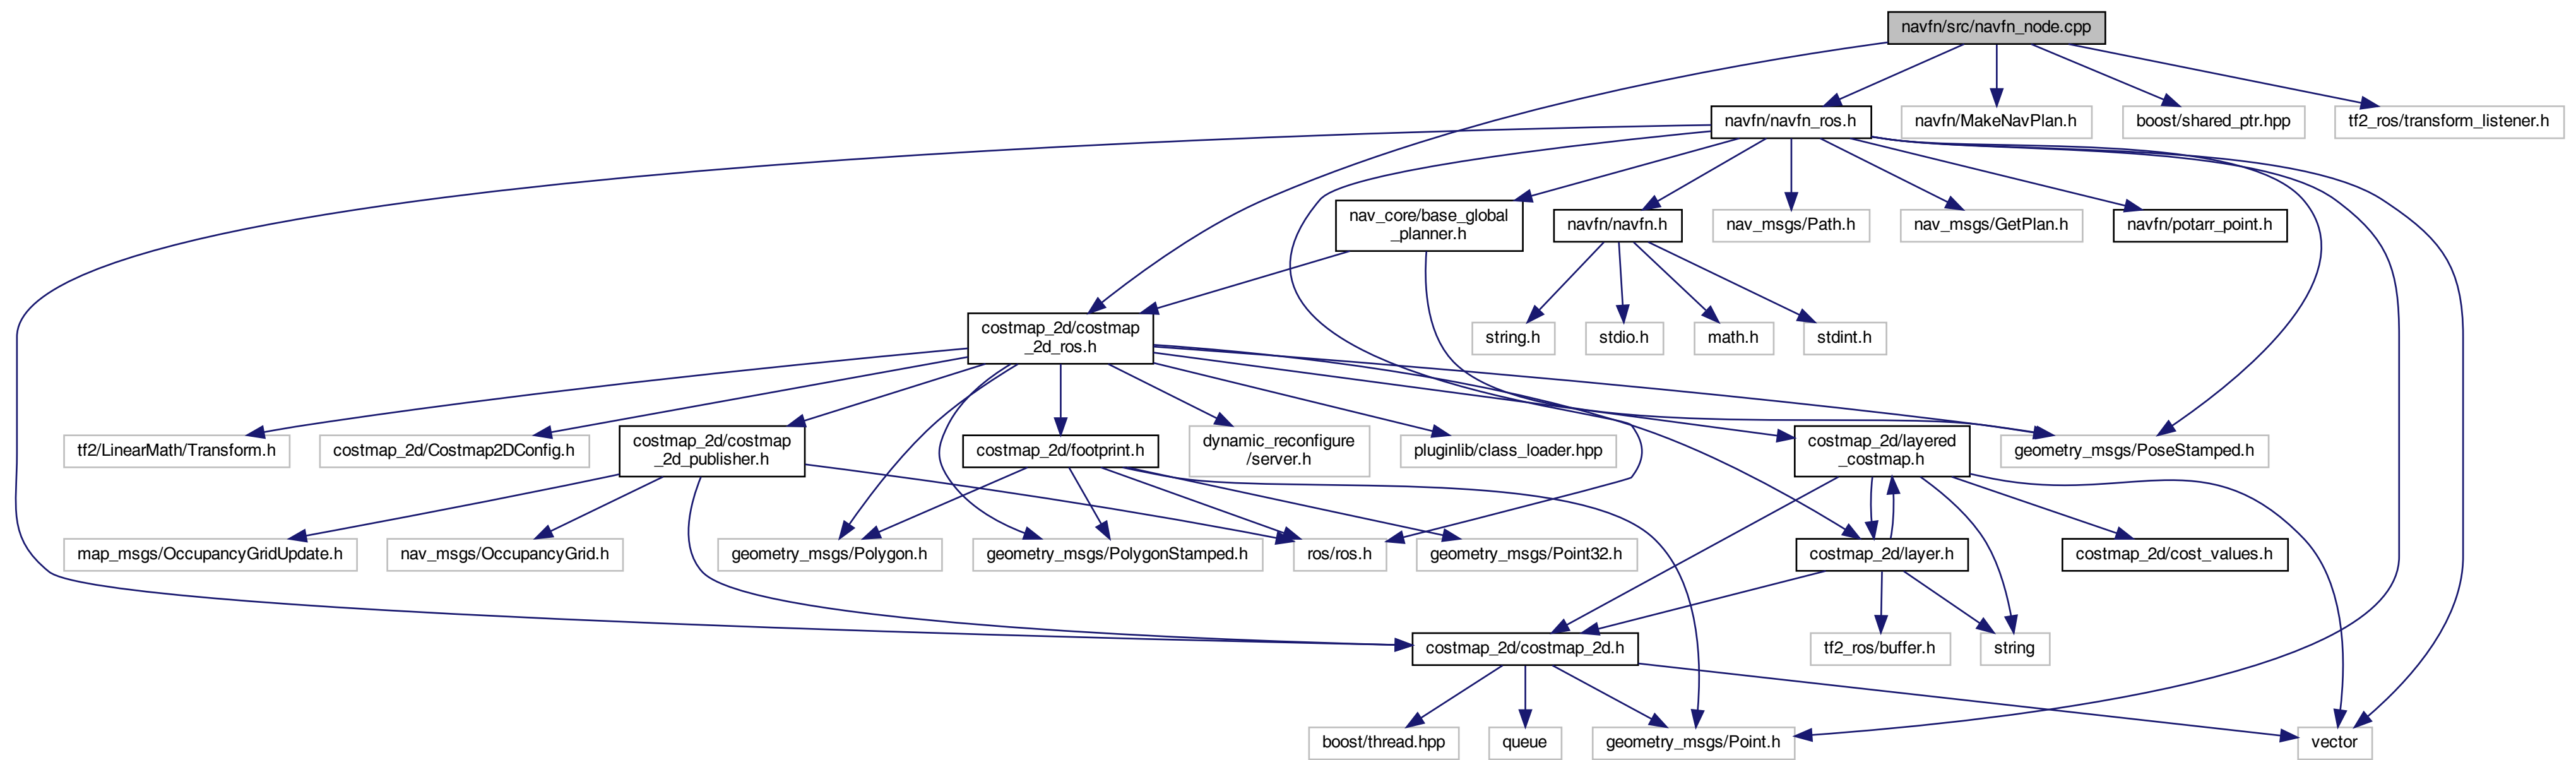 navfn/src/navfn_node.cpp
navfn/navfn_ros.h
navfn/MakeNavPlan.h
boost/shared_ptr.hpp
tf2_ros/transform_listener.h
nav_core/base_global
_planner.h
navfn/navfn.h
nav_msgs/Path.h
nav_msgs/GetPlan.h
navfn/potarr_point.h
costmap_2d/costmap
_2d_ros.h
string.h
stdio.h
math.h
stdint.h
tf2/LinearMath/Transform.h
costmap_2d/Costmap2DConfig.h
costmap_2d/costmap
_2d_publisher.h
costmap_2d/footprint.h
dynamic_reconfigure
/server.h
pluginlib/class_loader.hpp
costmap_2d/layered
_costmap.h
geometry_msgs/PoseStamped.h
map_msgs/OccupancyGridUpdate.h
nav_msgs/OccupancyGrid.h
geometry_msgs/Polygon.h
geometry_msgs/PolygonStamped.h
ros/ros.h
geometry_msgs/Point32.h
costmap_2d/layer.h
costmap_2d/cost_values.h
costmap_2d/costmap_2d.h
tf2_ros/buffer.h
string
boost/thread.hpp
queue
geometry_msgs/Point.h
vector